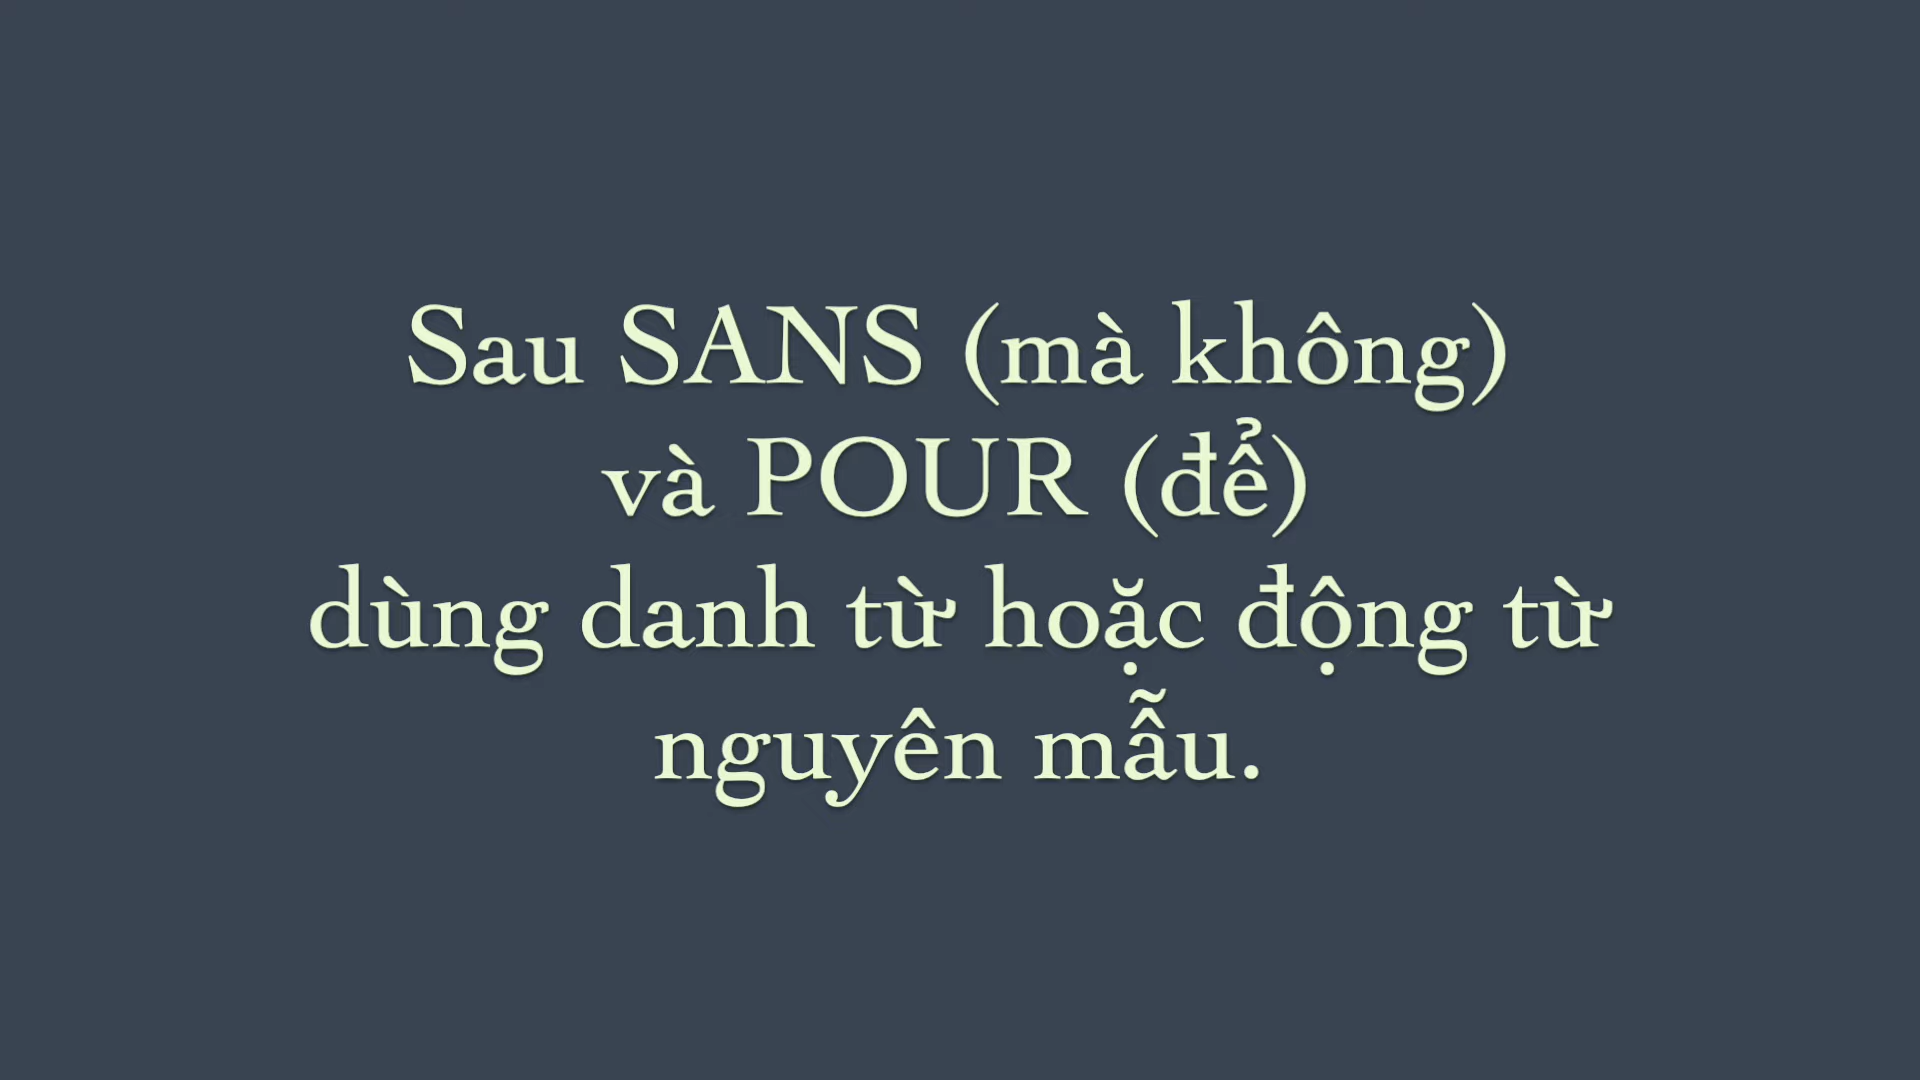 Sau SANS (mà không)
và POUR (để)
dùng danh từ hoặc động từ
nguyên mẫu.